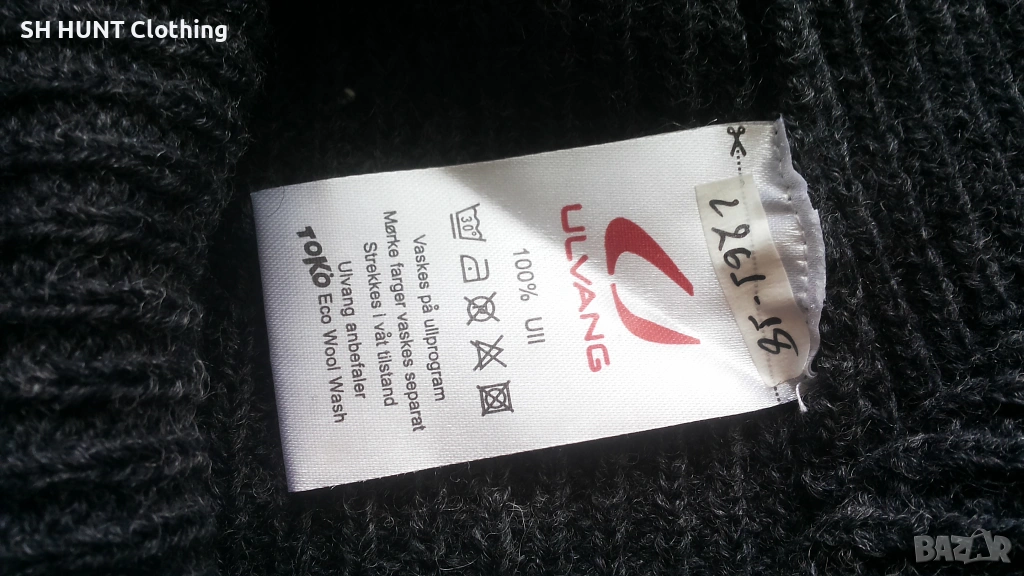 SH HUNT Clothing
ULVANG
100% Ull
30°
Vaskes på ullprogram
Mørke farger vaskes separat
Strekkes i våt tilstand
Ulvang anbefaler
TOKO Eco Wool Wash
BAZAR